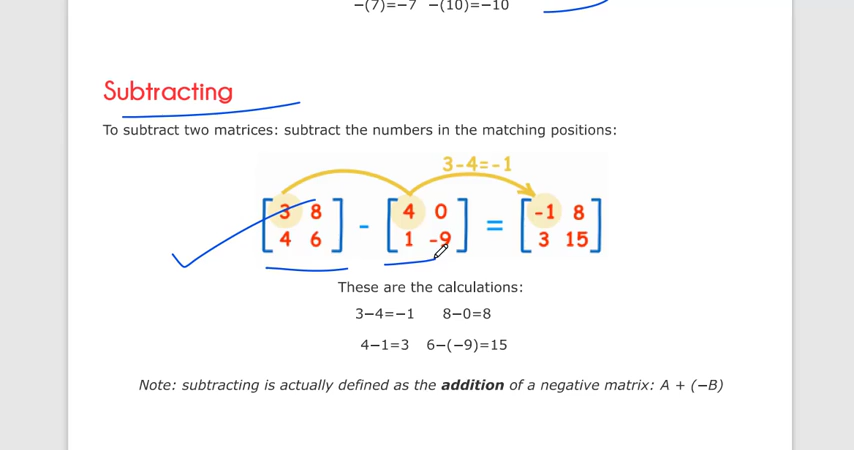 −(7)=−7 −(10)=−10
Subtracting
To subtract two matrices: subtract the numbers in the matching positions:
3-4=-1
3 8 - 4 0 = -1 8
4 6 1 -9 3 15
These are the calculations:
3−4=−1 8−0=8
4−1=3 6−(−9)=15
Note: subtracting is actually defined as the addition of a negative matrix: A + (−B)